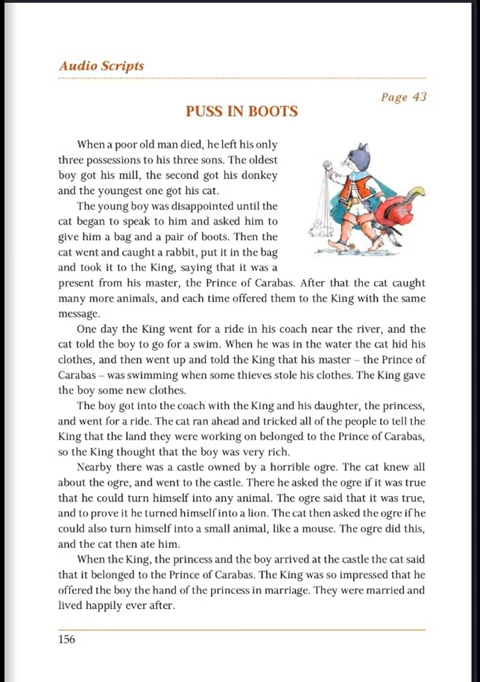 Audio Scripts
Page 43
PUSS IN BOOTS
When a poor old man died, he left his only
three possessions to his three sons. The oldest
boy got his mill, the second got his donkey
and the youngest one got his cat.
The young boy was disappointed until the
cat began to speak to him and asked him to
give him a bag and a pair of boots. Then the
cat went and caught a rabbit, put it in the bag
and took it to the King, saying that it was a
present from his master, the Prince of Carabas. After that the cat caught
many more animals, and each time offered them to the King with the same
message.
One day the King went for a ride in his coach near the river, and the
cat told the boy to go for a swim. When he was in the water the cat hid his
clothes, and then went up and told the King that his master – the Prince of
Carabas – was swimming when some thieves stole his clothes. The King gave
the boy some new clothes.
The boy got into the coach with the King and his daughter, the princess,
and went for a ride. The cat ran ahead and tricked all of the people to tell the
King that the land they were working on belonged to the Prince of Carabas,
so the King thought that the boy was very rich.
Nearby there was a castle owned by a horrible ogre. The cat knew all
about the ogre, and went to the castle. There he asked the ogre if it was true
that he could turn himself into any animal. The ogre said that it was true,
and to prove it he turned himself into a lion. The cat then asked the ogre if he
could also turn himself into a small animal, like a mouse. The ogre did this,
and the cat then ate him.
When the King, the princess and the boy arrived at the castle the cat said
that it belonged to the Prince of Carabas. The King was so impressed that he
offered the boy the hand of the princess in marriage. They were married and
lived happily ever after.
156